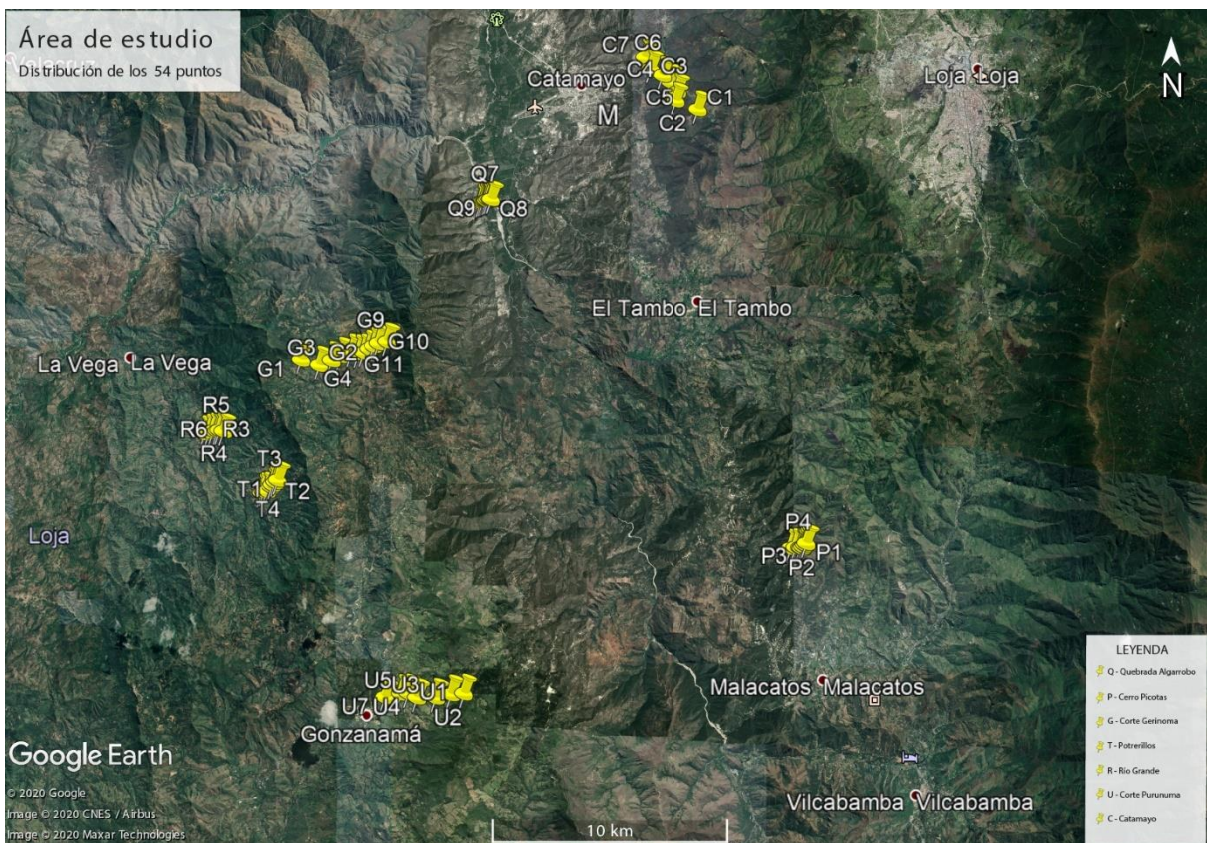 Área de estudio
Distribución de los 54 puntos
Velacruz
C7 C6
C4 C3
C5 C1
C2
Catamayo
M
Loja Loja
N
Q7
Q9 Q8
El Tambo El Tambo
G9
G3 G2 G10
G1 G4 G11
La Vega La Vega
R5
R6 R3
R4
T3
T1 T2
T4
Loja
P4
P3 P1
P2
U5 U3 U1
U7 U4 U2
Gonzanamá
Malacatos Malacatos
Vilcabamba Vilcabamba
LEYENDA
Q - Quebrada Algarrobo
P - Cerro Picotas
G - Corte Gerinoma
T - Potrerillos
R - Rio Grande
U - Corte Purunuma
C - Catamayo
Google Earth
© 2020 Google
Image © 2020 CNES / Airbus
Image © 2020 Maxar Technologies
10 km